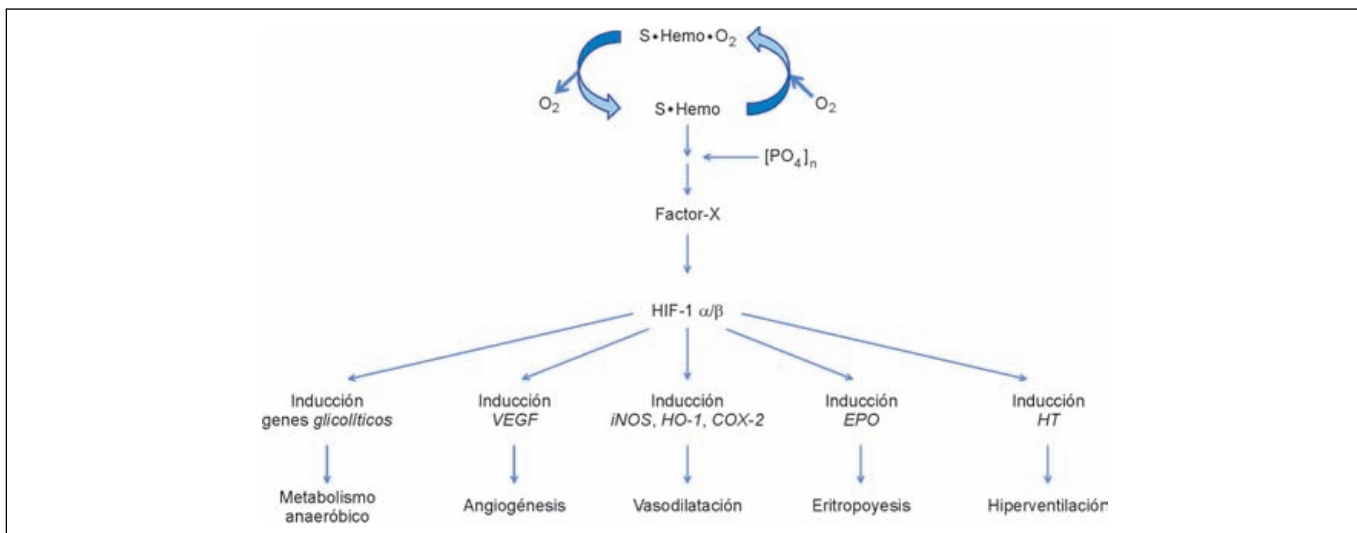 S•Hemo•O₂
O₂
S•Hemo
O₂
[PO₄]ₙ
Factor-X
HIF-1 α/β
Inducción
genes glicolíticos
Inducción
VEGF
Inducción
iNOS, HO-1, COX-2
Inducción
EPO
Inducción
HT
Metabolismo
anaeróbico
Angiogénesis
Vasodilatación
Eritropoyesis
Hiperventilación